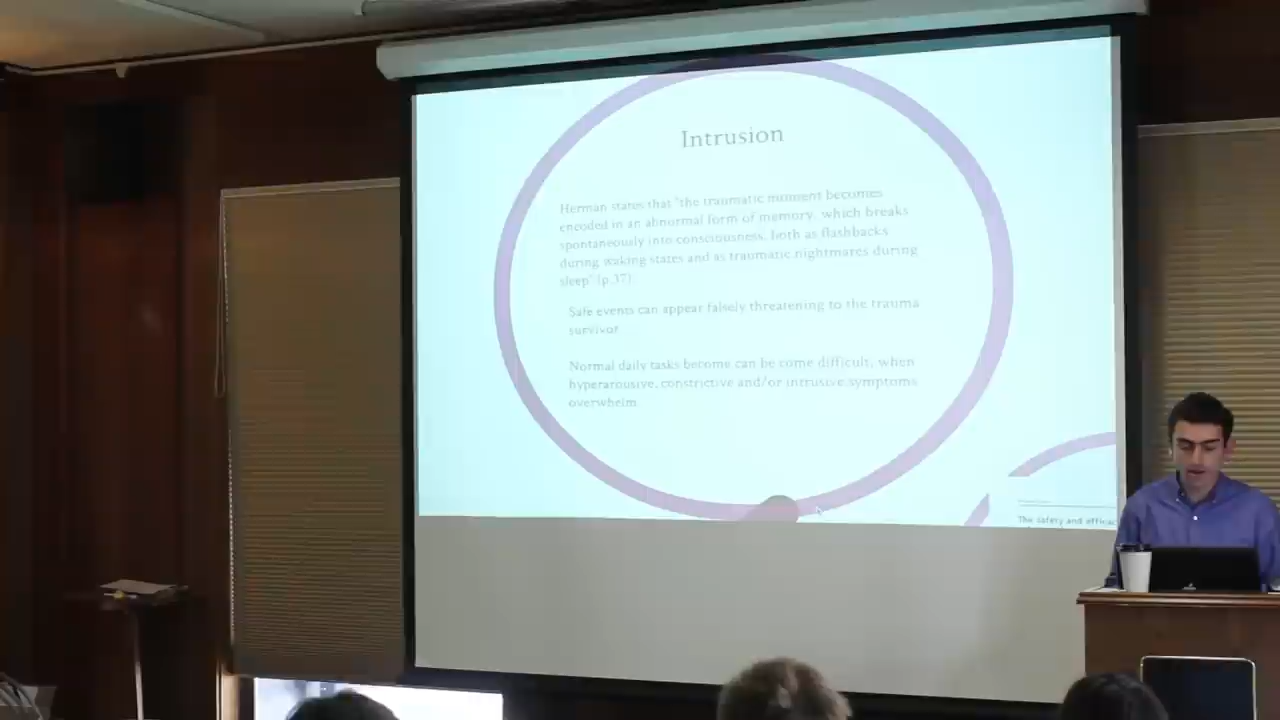 Intrusion
Herman states that "the traumatic moment becomes
encoded in an abnormal form of memory, which breaks
spontaneously into consciousness, both as flashbacks
during waking states and as traumatic nightmares during
sleep" (p.37)
Safe events can appear falsely threatening to the trauma
survivor
Normal daily tasks become can be come difficult, when
hyperarousive, constrictive and/or intrusive symptoms
overwhelm
The safety and efficac